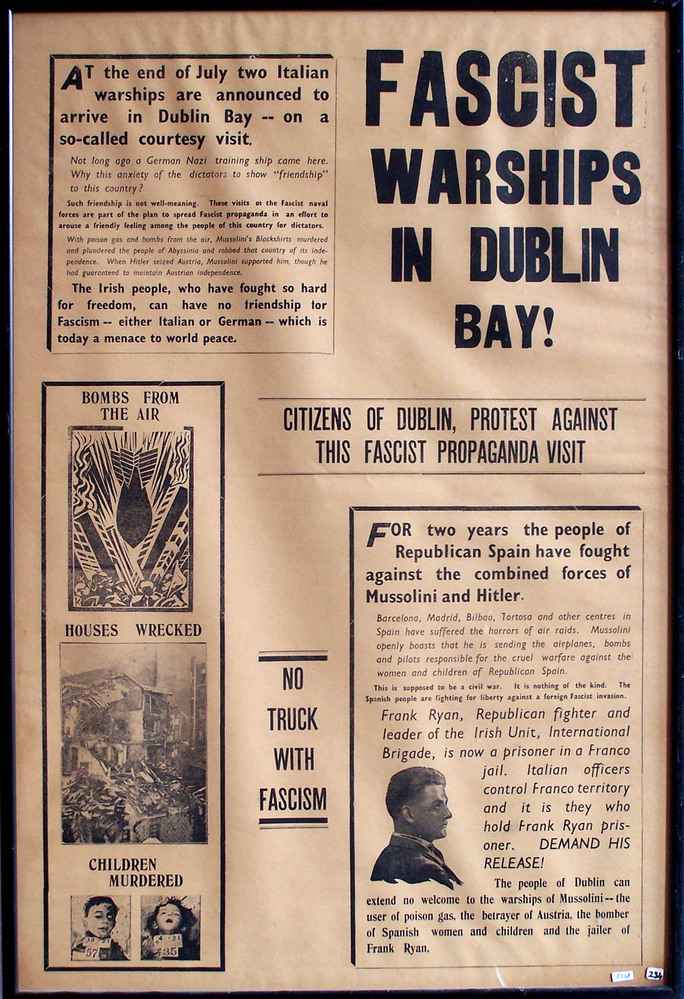 FASCIST
WARSHIPS
IN DUBLIN
BAY!
AT the end of July two Italian
warships are announced to
arrive in Dublin Bay -- on a
so-called courtesy visit.
Not long ago a German Nazi training ship came here.
Why this anxiety of the dictators to show "friendship"
to this country?
Such friendship is not well-meaning. These visits of the Fascist naval
forces are part of the plan to spread Fascist propaganda in an effort to
arouse a friendly feeling among the people of this country for dictators.
With poison gas and bombs from the air, Mussolini's Blackshirts murdered
and plundered the people of Abyssinia and robbed that country of its inde-
pendence. When Hitler seized Austria, Mussolini supported him, though he
had guaranteed to maintain Austrian independence.
The Irish people, who have fought so hard
for freedom, can have no friendship for
Fascism -- either Italian or German -- which is
today a menace to world peace.
CITIZENS OF DUBLIN, PROTEST AGAINST
THIS FASCIST PROPAGANDA VISIT
BOMBS FROM
THE AIR
HOUSES WRECKED
CHILDREN
MURDERED
57
35
NO
TRUCK
WITH
FASCISM
FOR two years the people of
Republican Spain have fought
against the combined forces of
Mussolini and Hitler.
Barcelona, Madrid, Bilbao, Tortosa and other centres in
Spain have suffered the horrors of air raids. Mussolini
openly boasts that he is sending the airplanes, bombs
and pilots responsible for the cruel warfare against the
women and children of Republican Spain.
This is supposed to be a civil war. It is nothing of the kind. The
Spanish people are fighting for liberty against a foreign Fascist invasion.
Frank Ryan, Republican fighter and
leader of the Irish Unit, International
Brigade, is now a prisoner in a Franco
jail. Italian officers
control Franco territory
and it is they who
hold Frank Ryan pris-
oner. DEMAND HIS
RELEASE!
The people of Dublin can
extend no welcome to the warships of Mussolini--the
user of poison gas, the betrayer of Austria, the bomber
of Spanish women and children and the jailer of
Frank Ryan.
234